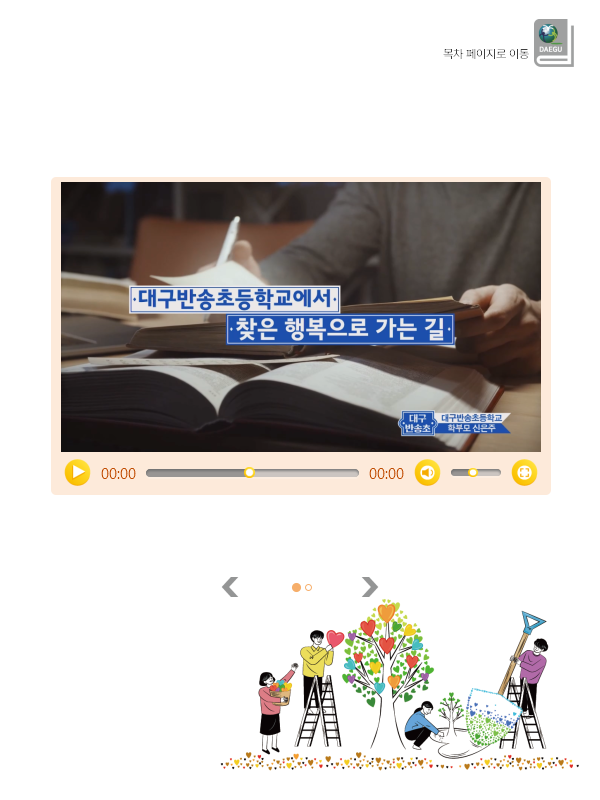 목차 페이지로 이동
DAEGU
대구반송초등학교에서
찾은 행복으로 가는 길
대구
반송초
대구반송초등학교
학부모 신은주
00:00
00:00